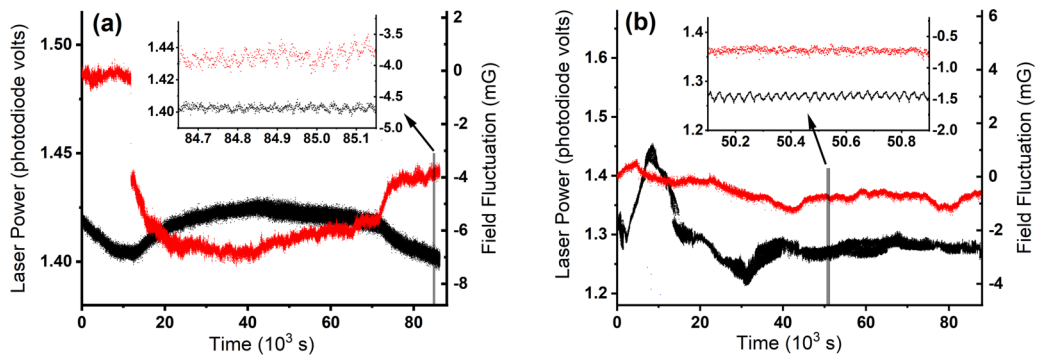 (a)
Laser Power (photodiode volts)
1.50
1.45
1.40
1.44
1.42
1.40
-3.5
-4.0
-4.5
-5.0
84.7 84.8 84.9 85.0 85.1
2
0
-2
-4
-6
-8
Field Fluctuation (mG)
0 20 40 60 80
Time (10³ s)
(b)
Laser Power (photodiode volts)
1.6
1.5
1.4
1.3
1.2
1.4
1.3
1.2
-0.5
-1.0
-1.5
-2.0
50.2 50.4 50.6 50.8
6
4
2
0
-2
-4
Field Fluctuation (mG)
0 20 40 60 80
Time (10³ s)